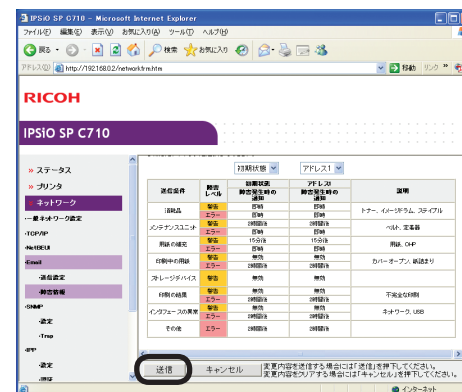 IPSiO SP C710 - Microsoft Internet Explorer
ファイル(F) 編集(E) 表示(V) お気に入り(A) ツール(T) ヘルプ(H)
戻る 検索 お気に入り
アドレス(D) http://192.168.0.2/network/frm.htm 移動 リンク
RICOH
IPSiO SP C710
» ステータス
» プリンタ
» ネットワーク
一般ネットワーク設定
・TCP/IP
・NetBEUI
・Email
・送信設定
・障害情報
・SNMP
・設定
・Trap
・IPP
・設定
・認証
初期状態 アドレス1
送信条件 障害レベル 初期状態 障害発生時の通知 アドレス1 障害発生時の通知 説明
消耗品 警告 即時 即時 トナー、イメージドラム、ステイプル
エラー 即時 即時
メンテナンスユニット 警告 2時間後 2時間後 ベルト、定着器
エラー 即時 即時
用紙の補充 警告 15分後 15分後 用紙、OHP
エラー 即時 即時
印刷中の用紙 警告 無効 無効 カバーオープン、紙詰まり
エラー 2時間後 2時間後
ストレージデバイス 警告 無効 無効
印刷の結果 警告 無効 無効 不完全な印刷
エラー 2時間後 2時間後
インタフェースの異常 警告 無効 無効 ネットワーク、USB
エラー 2時間後 2時間後
その他 エラー 2時間後 2時間後
送信 キャンセル 変更内容を送信する場合には「送信」を押下してください。
変更内容をクリアする場合には「キャンセル」を押下してください。
インターネット